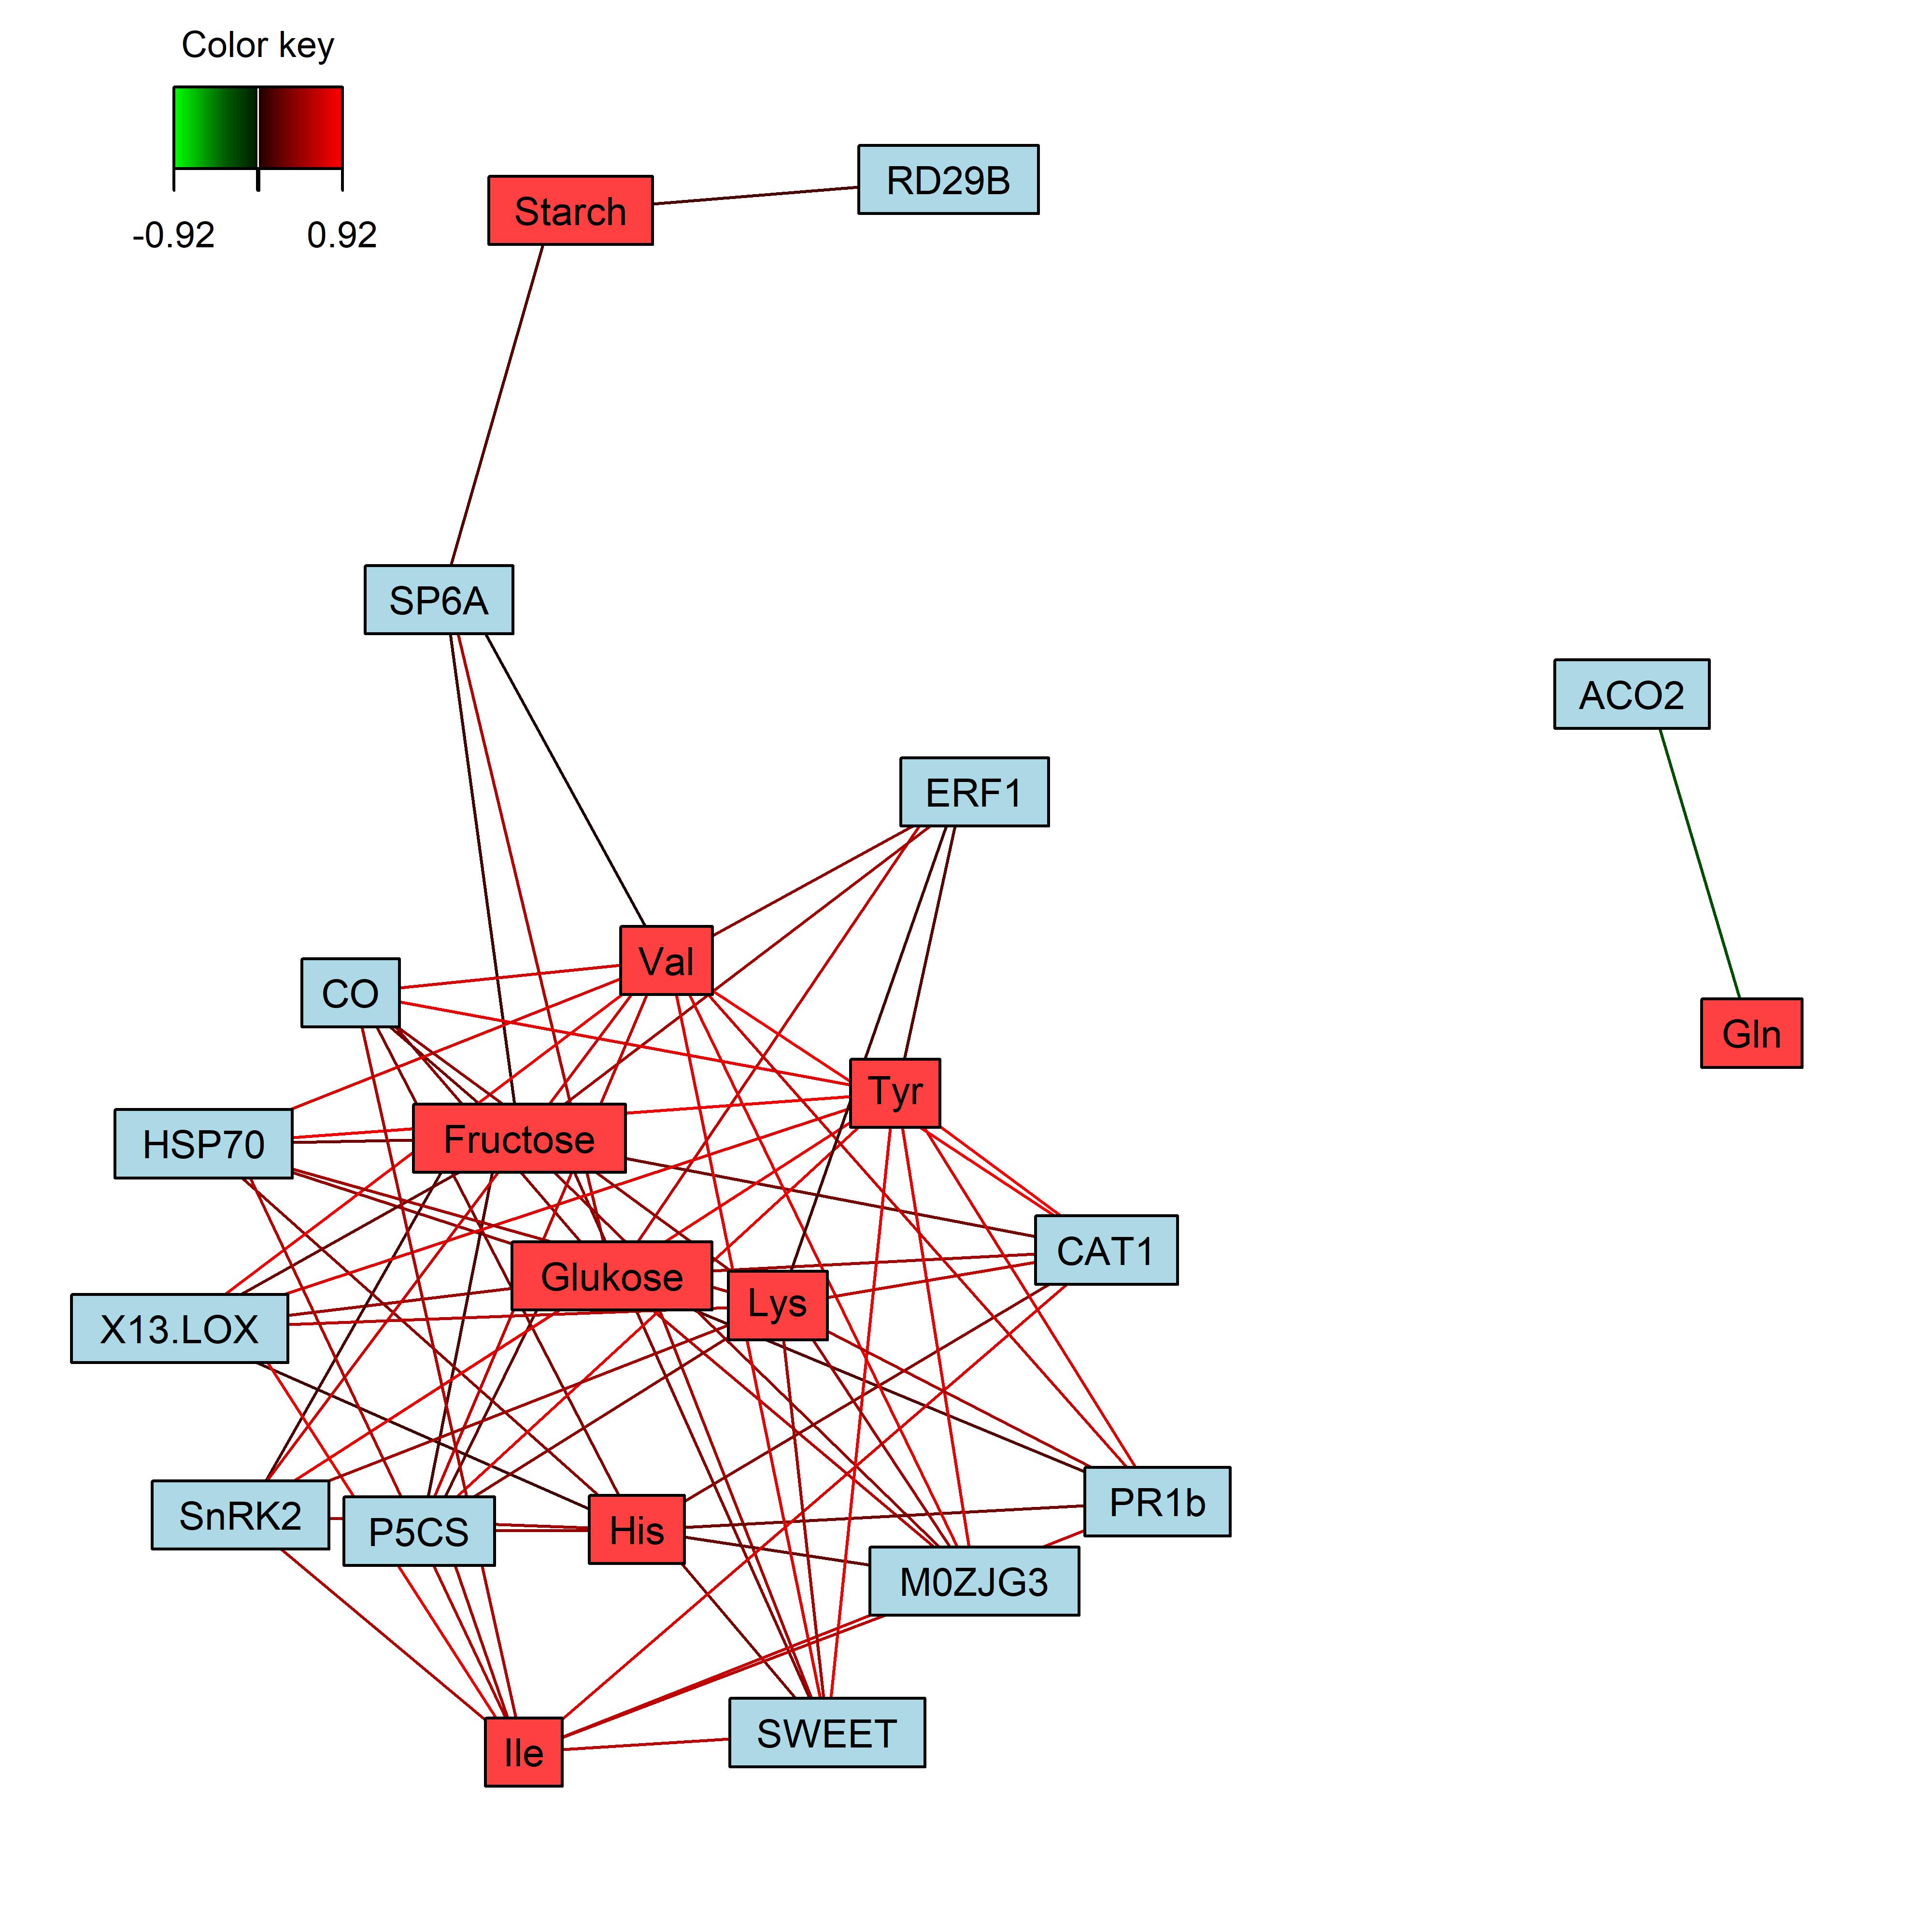 Color key
-0.92 0.92
RD29B
Starch
SP6A
ACO2
ERF1
Val
CO
Gln
Tyr
Fructose
HSP70
CAT1
Glukose
Lys
X13.LOX
PR1b
SnRK2
P5CS
His
M0ZJG3
SWEET
Ile